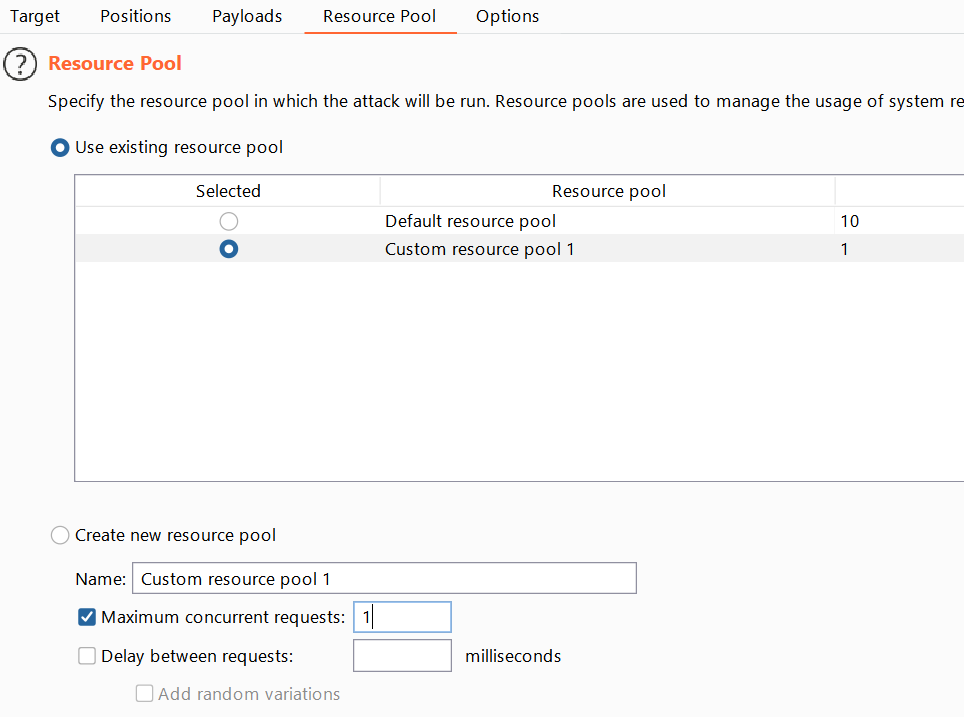 Target Positions Payloads Resource Pool Options
? Resource Pool
Specify the resource pool in which the attack will be run. Resource pools are used to manage the usage of system re
Use existing resource pool
Selected Resource pool
Default resource pool 10
Custom resource pool 1 1
Create new resource pool
Name: Custom resource pool 1
Maximum concurrent requests: 1
Delay between requests: milliseconds
Add random variations